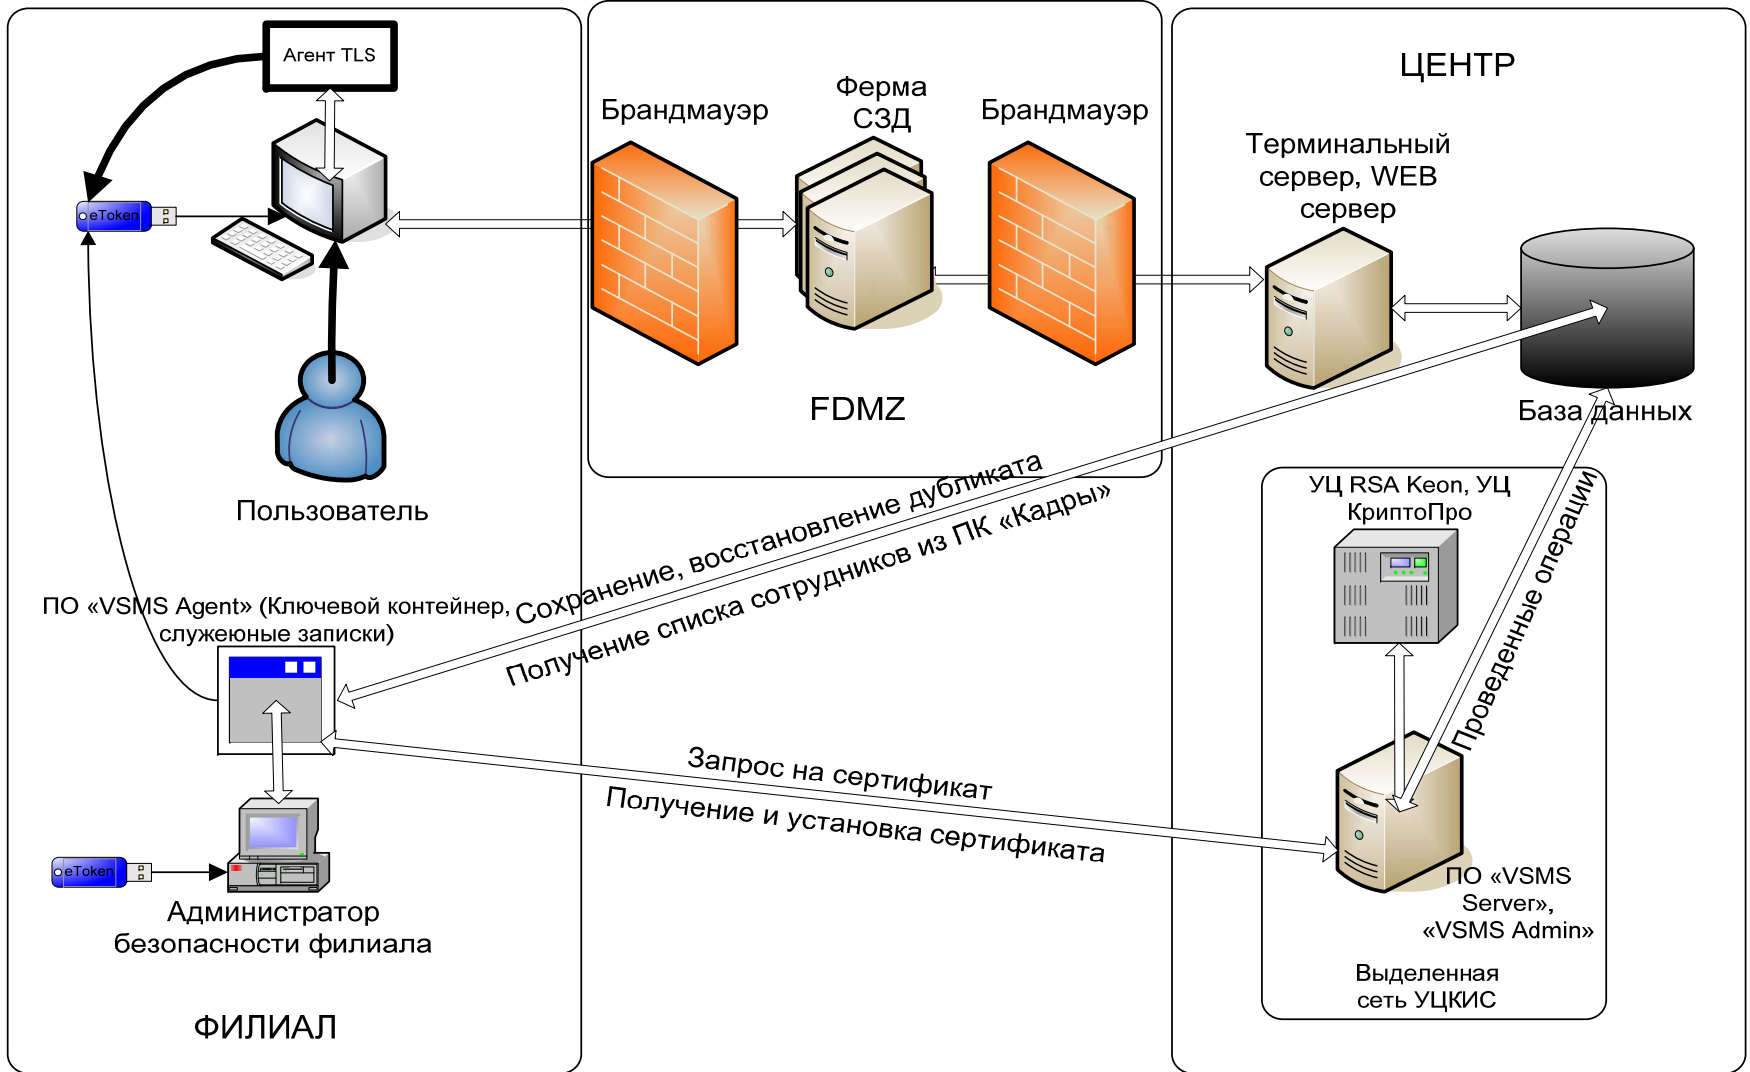 Агент TLS
eToken
Пользователь
ПО «VSMS Agent» (Ключевой контейнер,
служеюные записки)
eToken
Администратор
безопасности филиала
ФИЛИАЛ
Брандмауэр
Ферма
СЗД
Брандмауэр
FDMZ
Сохранение, восстановление дубликата
Получение списка сотрудников из ПК «Кадры»
Запрос на сертификат
Получение и установка сертификата
ЦЕНТР
Терминальный
сервер, WEB
сервер
База данных
УЦ RSA Keon, УЦ
КриптоПро
Проведенные операции
ПО «VSMS
Server»,
«VSMS Admin»
Выделенная
сеть УЦКИС